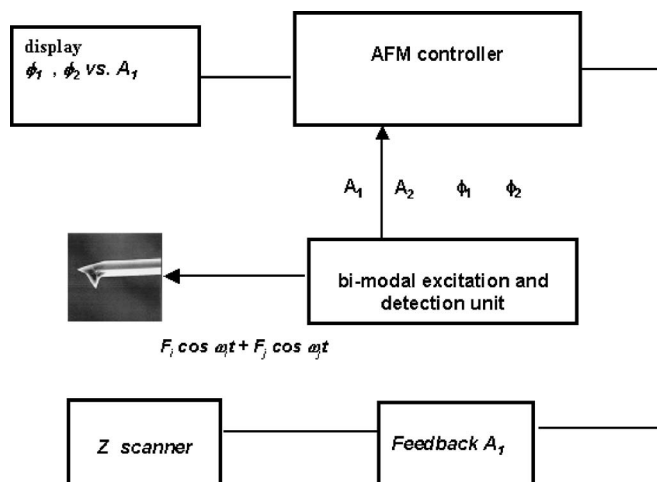 display
ϕ₁ , ϕ₂ vs. A₁
AFM controller
A₁ A₂ ϕ₁ ϕ₂
bi-modal excitation and
detection unit
Fᵢ cos ωᵢt + Fⱼ cos ωⱼt
Z scanner
Feedback A₁